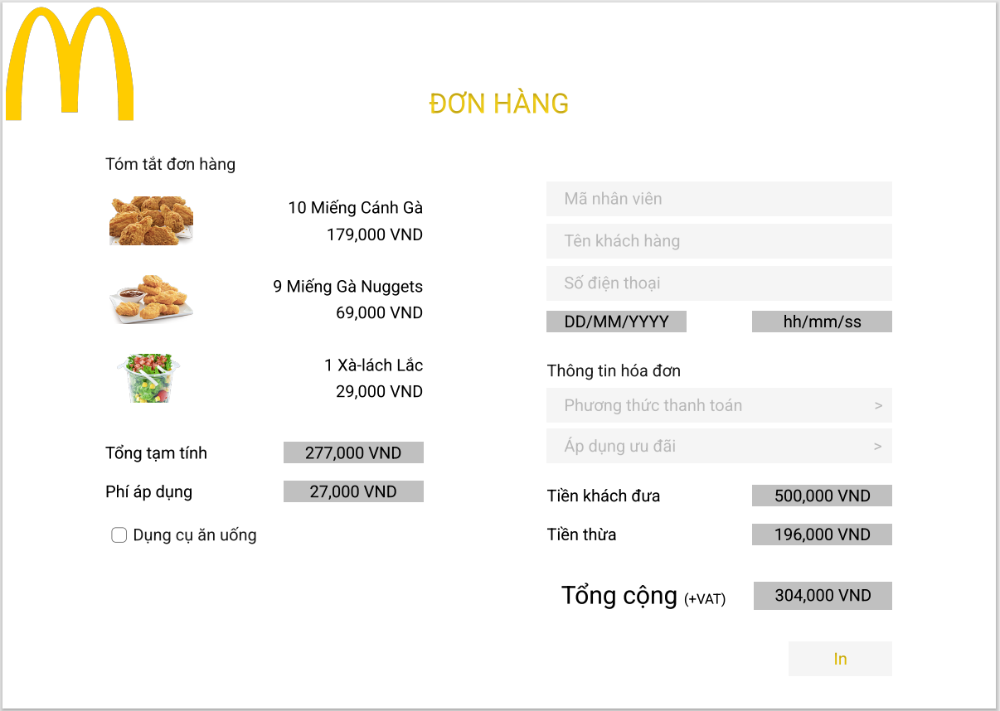 ĐƠN HÀNG
Tóm tắt đơn hàng
10 Miếng Cánh Gà
179,000 VND
9 Miếng Gà Nuggets
69,000 VND
1 Xà-lách Lắc
29,000 VND
Tổng tạm tính 277,000 VND
Phí áp dụng 27,000 VND
Dụng cụ ăn uống
Mã nhân viên
Tên khách hàng
Số điện thoại
DD/MM/YYYY hh/mm/ss
Thông tin hóa đơn
Phương thức thanh toán >
Áp dụng ưu đãi >
Tiền khách đưa 500,000 VND
Tiền thừa 196,000 VND
Tổng cộng (+VAT) 304,000 VND
In